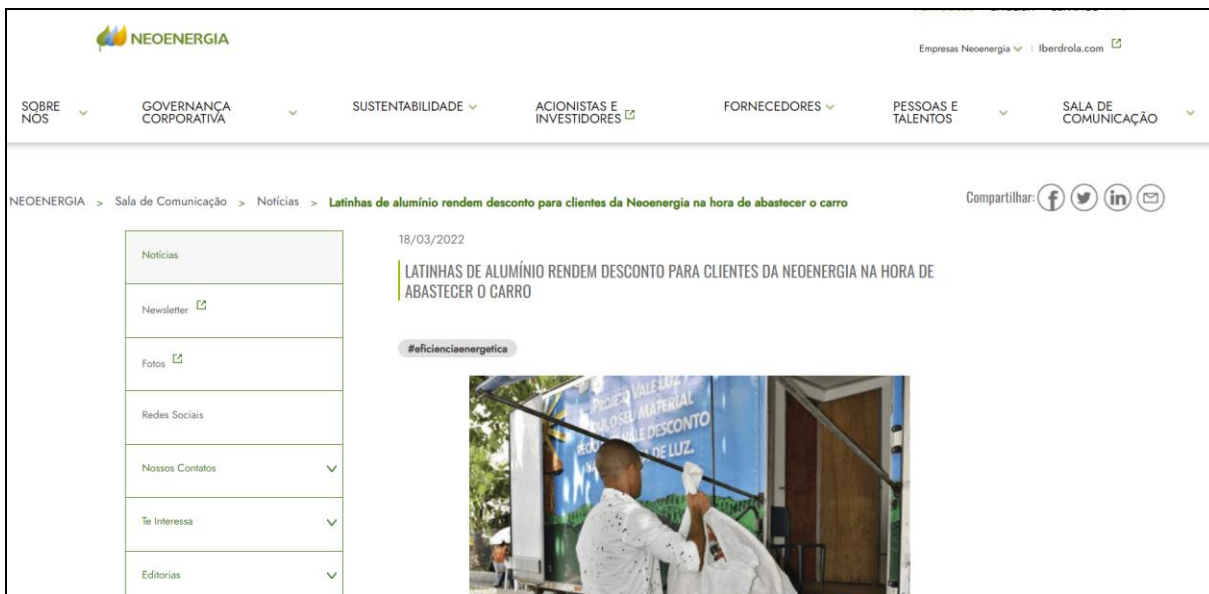 NEOENERGIA
Empresas Neoenergia
Iberdrola.com
SOBRE
NÓS
GOVERNANÇA
CORPORATIVA
SUSTENTABILIDADE
ACIONISTAS E
INVESTIDORES
FORNECEDORES
PESSOAS E
TALENTOS
SALA DE
COMUNICAÇÃO
NEOENERGIA > Sala de Comunicação > Notícias > Latinhas de alumínio rendem desconto para clientes da Neoenergia na hora de abastecer o carro
Compartilhar:
Notícias
Newsletter
Fotos
Redes Sociais
Nossos Contatos
Te Interessa
Editorias
18/03/2022
LATINHAS DE ALUMÍNIO RENDEM DESCONTO PARA CLIENTES DA NEOENERGIA NA HORA DE
ABASTECER O CARRO
#eficienciaenergetica
PROJETO VALE LUZ
SEU MATERIAL
VALE DESCONTO
DE LUZ.